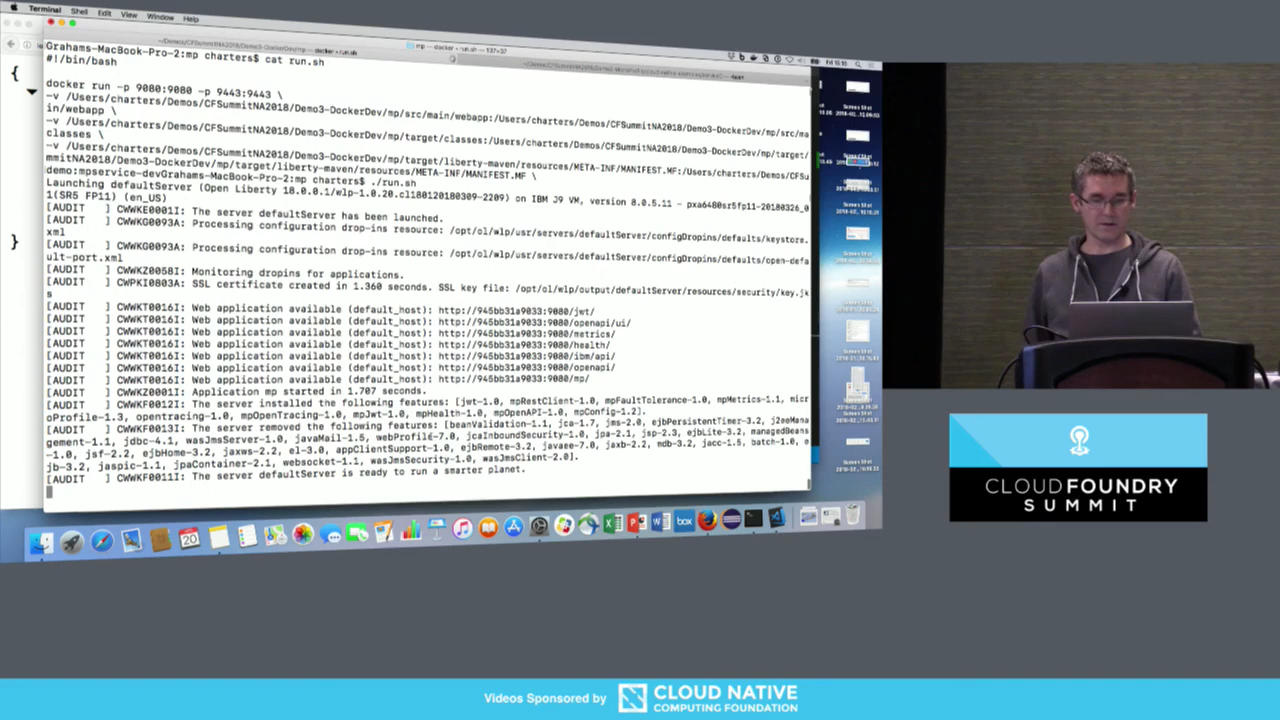 Terminal Shell Edit View Window Help
mp — docker • run.sh — 137×37
Grahams-MacBook-Pro-2:mp charters$ cat run.sh
#!/bin/bash
docker run -p 9080:9080 -p 9443:9443 \
-v /Users/charters/Demos/CFSummitNA2018/Demo3-DockerDev/mp/src/main/webapp:/Users/charters/Demos/CFSummitNA2018/Demo3-DockerDev/mp/src/ma
in/webapp \
-v /Users/charters/Demos/CFSummitNA2018/Demo3-DockerDev/mp/target/classes:/Users/charters/Demos/CFSummitNA2018/Demo3-DockerDev/mp/target/
classes \
-v /Users/charters/Demos/CFSummitNA2018/Demo3-DockerDev/mp/target/liberty-maven/resources/META-INF/MANIFEST.MF:/Users/charters/Demos/CFSu
mmitNA2018/Demo3-DockerDev/mp/target/liberty-maven/resources/META-INF/MANIFEST.MF \
demo:mpservice-devGrahams-MacBook-Pro-2:mp charters$ ./run.sh
Launching defaultServer (Open Liberty 18.0.0.1/wlp-1.0.20.cl180120180309-2209) on IBM J9 VM, version 8.0.5.11 - pxa6480sr5fp11-20180326_0
1(SR5 FP11) (en_US)
[AUDIT ] CWWKE0001I: The server defaultServer has been launched.
[AUDIT ] CWWKG0093A: Processing configuration drop-ins resource: /opt/ol/wlp/usr/servers/defaultServer/configDropins/defaults/keystore.
xml
[AUDIT ] CWWKG0093A: Processing configuration drop-ins resource: /opt/ol/wlp/usr/servers/defaultServer/configDropins/defaults/open-defa
ult-port.xml
[AUDIT ] CWWKZ0058I: Monitoring dropins for applications.
[AUDIT ] CWPKI0803A: SSL certificate created in 1.360 seconds. SSL key file: /opt/ol/wlp/output/defaultServer/resources/security/key.jk
s
[AUDIT ] CWWKT0016I: Web application available (default_host): http://945bb31a9033:9080/jwt/
[AUDIT ] CWWKT0016I: Web application available (default_host): http://945bb31a9033:9080/openapi/ui/
[AUDIT ] CWWKT0016I: Web application available (default_host): http://945bb31a9033:9080/metrics/
[AUDIT ] CWWKT0016I: Web application available (default_host): http://945bb31a9033:9080/health/
[AUDIT ] CWWKT0016I: Web application available (default_host): http://945bb31a9033:9080/ibm/api/
[AUDIT ] CWWKT0016I: Web application available (default_host): http://945bb31a9033:9080/openapi/
[AUDIT ] CWWKT0016I: Web application available (default_host): http://945bb31a9033:9080/mp/
[AUDIT ] CWWKZ0001I: Application mp started in 1.707 seconds.
[AUDIT ] CWWKF0012I: The server installed the following features: [jwt-1.0, mpRestClient-1.0, mpFaultTolerance-1.0, mpMetrics-1.1, micr
oProfile-1.3, opentracing-1.0, mpOpenTracing-1.0, mpJwt-1.0, mpHealth-1.0, mpOpenAPI-1.0, mpConfig-1.2].
[AUDIT ] CWWKF0013I: The server removed the following features: [beanValidation-1.1, jca-1.7, jms-2.0, ejbPersistentTimer-3.2, j2eeMana
gement-1.1, jdbc-4.1, wasJmsServer-1.0, javaMail-1.5, webProfile-7.0, jcaInboundSecurity-1.0, jpa-2.1, jsp-2.3, ejbLite-3.2, managedBeans
-1.0, jsf-2.2, ejbHome-3.2, jaxws-2.2, el-3.0, appClientSupport-1.0, ejbRemote-3.2, javaee-7.0, jaxb-2.2, mdb-3.2, jacc-1.5, batch-1.0, e
jb-3.2, jaspic-1.1, jpaContainer-2.1, websocket-1.1, wasJmsSecurity-1.0, wasJmsClient-2.0].
[AUDIT ] CWWKF0011I: The server defaultServer is ready to run a smarter planet.
{
}
20
box
CLOUD FOUNDRY
SUMMIT
Videos Sponsored by
CLOUD NATIVE
COMPUTING FOUNDATION